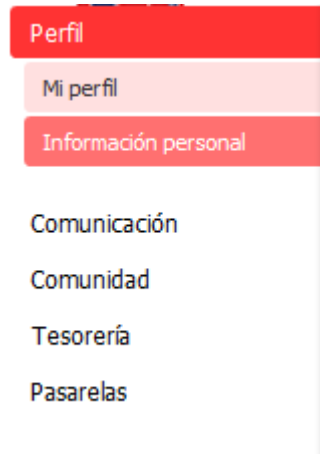 Perfil
Mi perfil
Información personal
Comunicación
Comunidad
Tesorería
Pasarelas